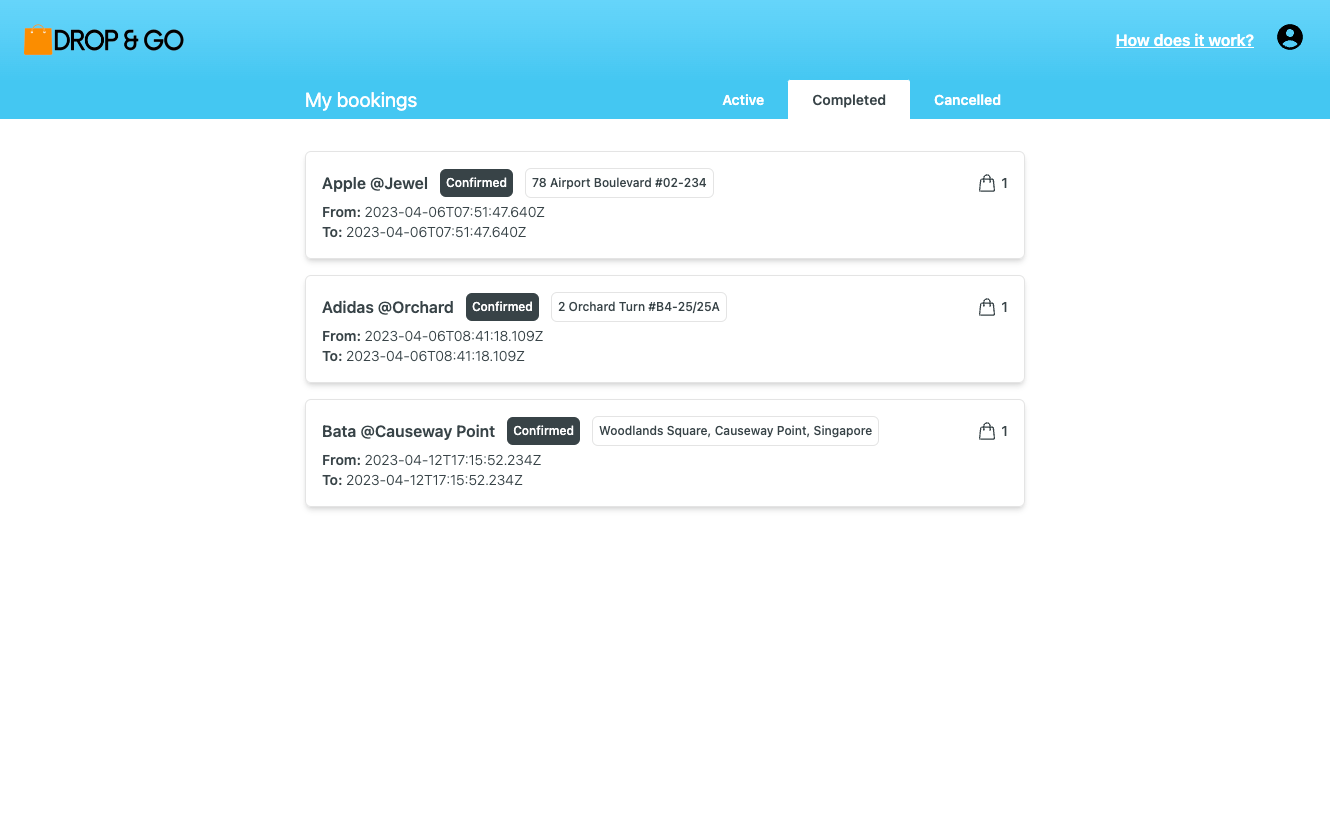 DROP & GO
How does it work?
My bookings
Active
Completed
Cancelled
Apple @Jewel Confirmed 78 Airport Boulevard #02-234 1
From: 2023-04-06T07:51:47.640Z
To: 2023-04-06T07:51:47.640Z
Adidas @Orchard Confirmed 2 Orchard Turn #B4-25/25A 1
From: 2023-04-06T08:41:18.109Z
To: 2023-04-06T08:41:18.109Z
Bata @Causeway Point Confirmed Woodlands Square, Causeway Point, Singapore 1
From: 2023-04-12T17:15:52.234Z
To: 2023-04-12T17:15:52.234Z